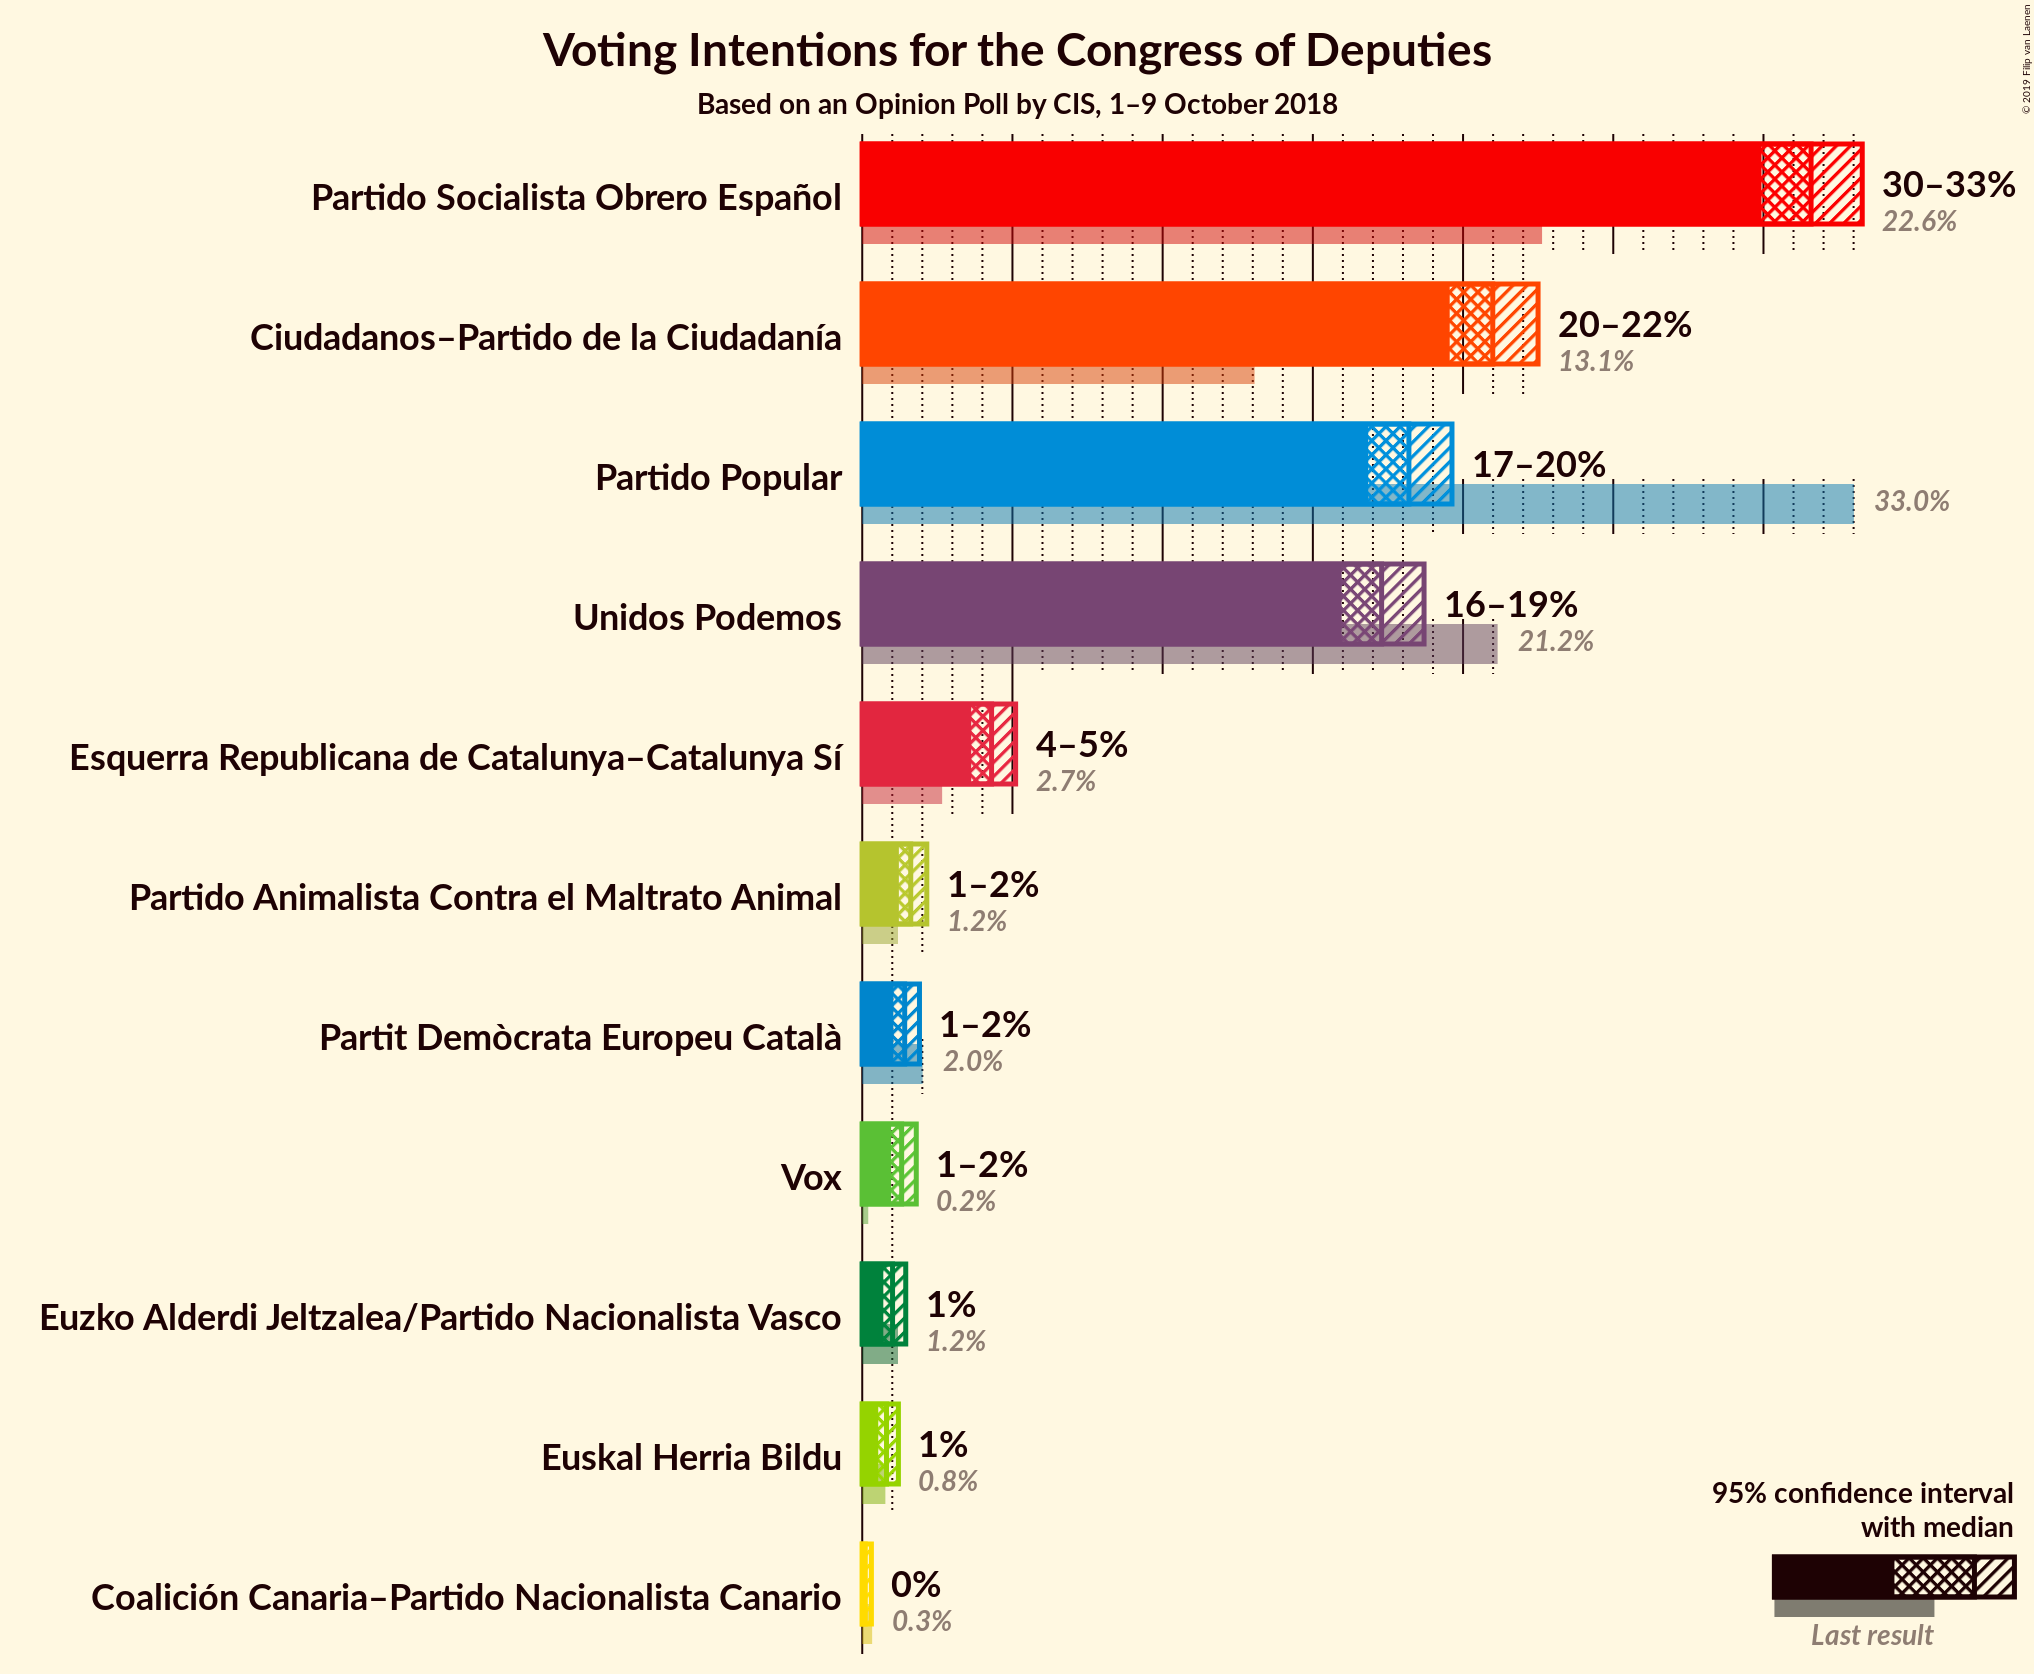 Voting Intentions for the Congress of Deputies
Based on an Opinion Poll by CIS, 1–9 October 2018
© 2019 Filip van Laenen
Partido Socialista Obrero Español
30–33%
22.6%
Ciudadanos–Partido de la Ciudadanía
20–22%
13.1%
Partido Popular
17–20%
33.0%
Unidos Podemos
16–19%
21.2%
Esquerra Republicana de Catalunya–Catalunya Sí
4–5%
2.7%
Partido Animalista Contra el Maltrato Animal
1–2%
1.2%
Partit Demòcrata Europeu Català
1–2%
2.0%
Vox
1–2%
0.2%
Euzko Alderdi Jeltzalea/Partido Nacionalista Vasco
1%
1.2%
Euskal Herria Bildu
1%
0.8%
Coalición Canaria–Partido Nacionalista Canario
0%
0.3%
95% confidence interval
with median
Last result